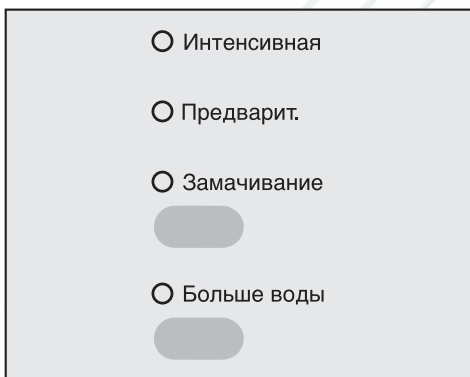 Интенсивная
Предварит.
Замачивание
Больше воды